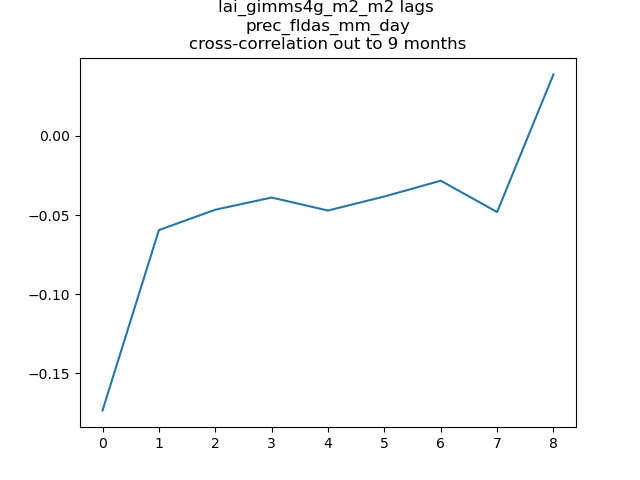 lai_gimms4g_m2_m2 lags
prec_fldas_mm_day
cross-correlation out to 9 months
0.00
−0.05
−0.10
−0.15
0 1 2 3 4 5 6 7 8